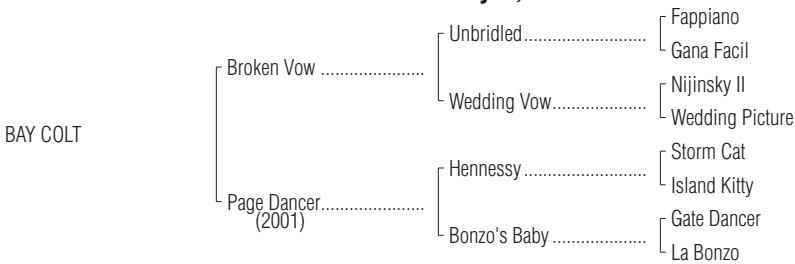 Fappiano
Unbridled..........................
Gana Facil
Broken Vow ......................
Nijinsky II
Wedding Vow....................
Wedding Picture
BAY COLT
Storm Cat
Hennessy ..........................
Island Kitty
Page Dancer......................
(2001)
Gate Dancer
Bonzo's Baby ....................
La Bonzo